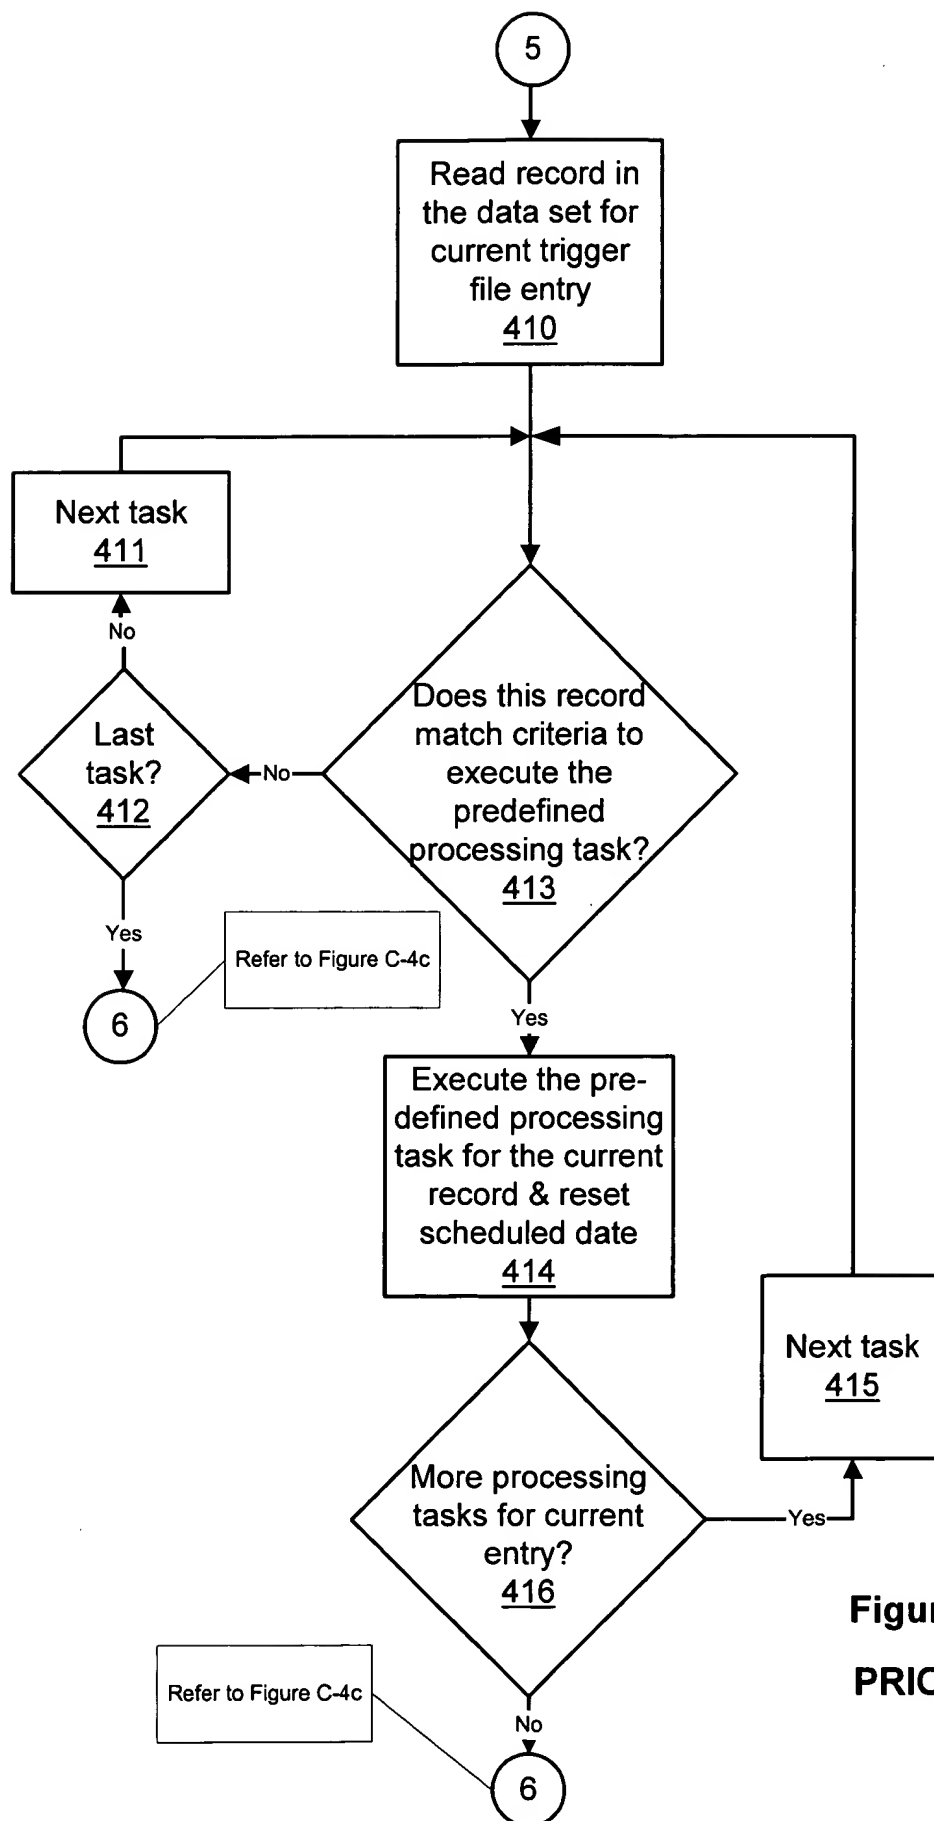 5
Read record in
the data set for
current trigger
file entry
410
Next task
411
No
Last
task?
412
No
Does this record
match criteria to
execute the
predefined
processing task?
413
Yes
Refer to Figure C-4c
6
Yes
Execute the pre-
defined processing
task for the current
record & reset
scheduled date
414
Next task
415
More processing
tasks for current
entry?
416
Yes
Refer to Figure C-4c
No
6